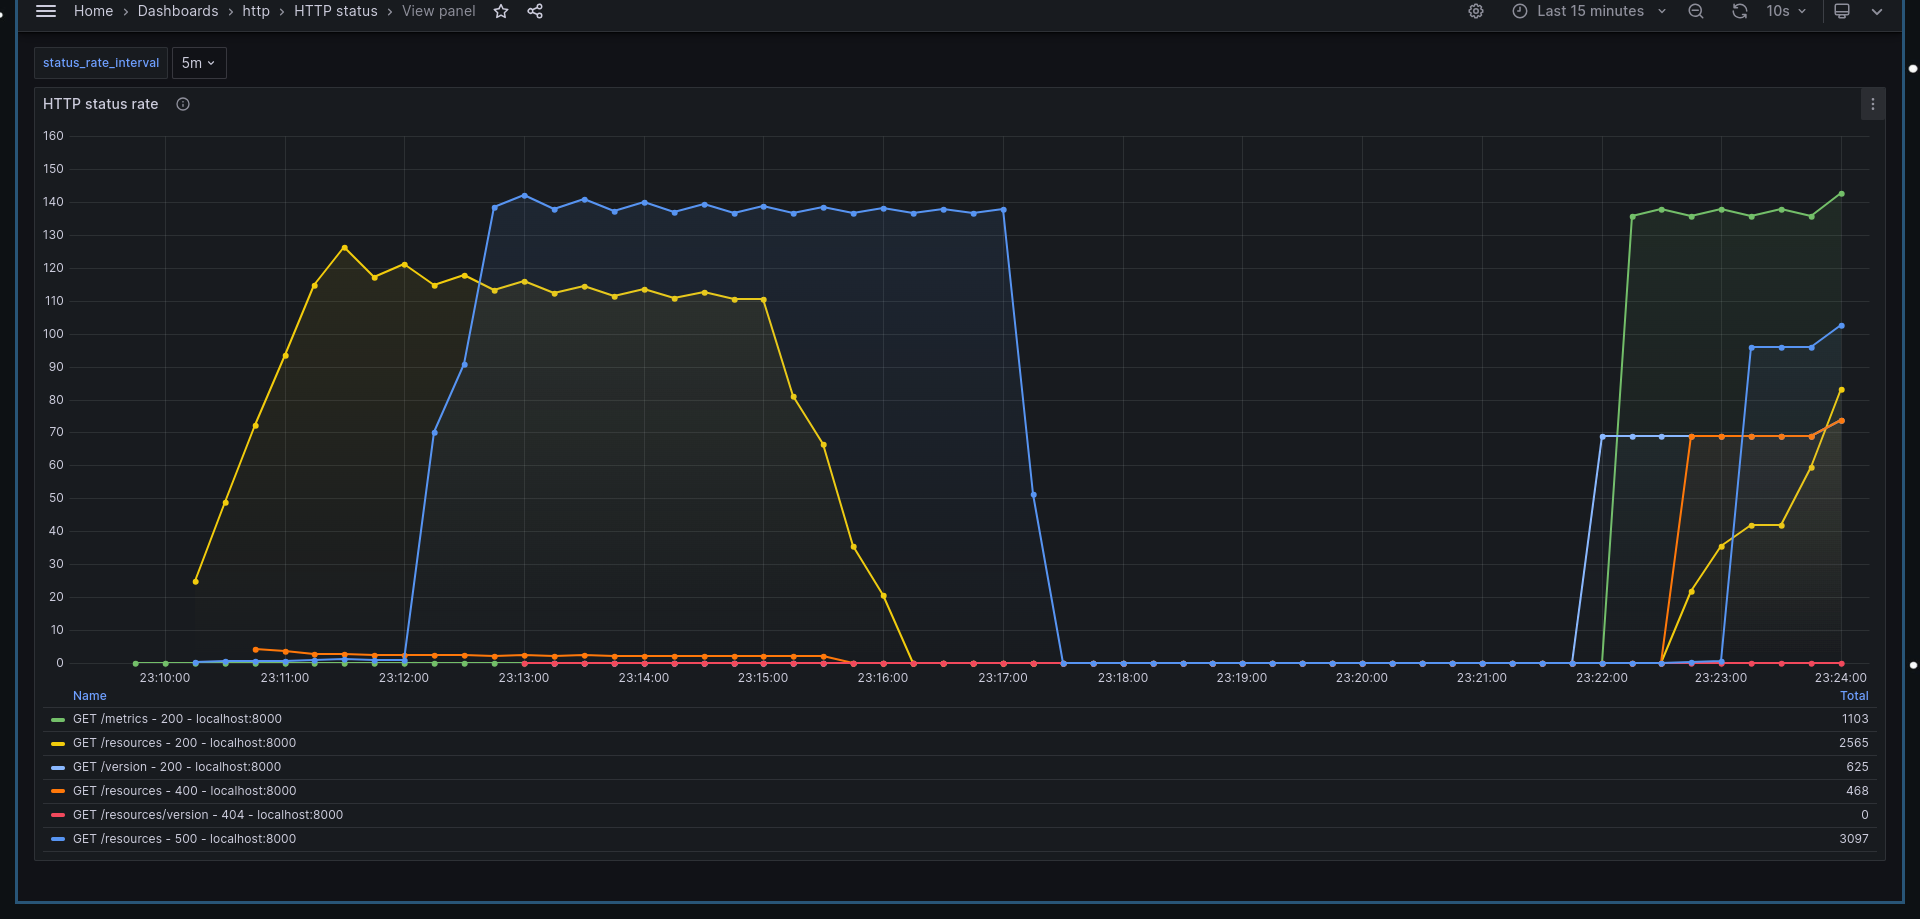 Home › Dashboards › http › HTTP status › View panel Last 15 minutes 10s
status_rate_interval 5m
HTTP status rate
160
150
140
130
120
110
100
90
80
70
60
50
40
30
20
10
0
23:10:00 23:11:00 23:12:00 23:13:00 23:14:00 23:15:00 23:16:00 23:17:00 23:18:00 23:19:00 23:20:00 23:21:00 23:22:00 23:23:00 23:24:00
Name Total
GET /metrics - 200 - localhost:8000 1103
GET /resources - 200 - localhost:8000 2565
GET /version - 200 - localhost:8000 625
GET /resources - 400 - localhost:8000 468
GET /resources/version - 404 - localhost:8000 0
GET /resources - 500 - localhost:8000 3097